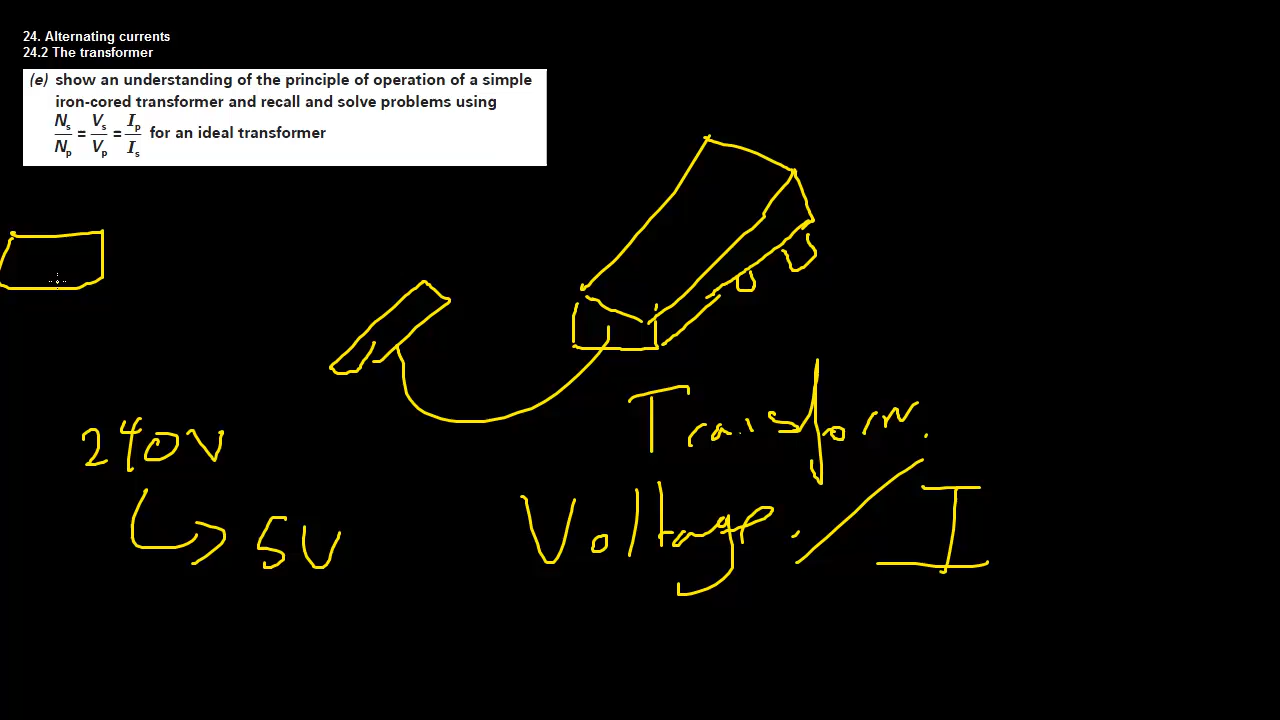 24. Alternating currents
24.2 The transformer
(e) show an understanding of the principle of operation of a simple
iron-cored transformer and recall and solve problems using
Ns/Np = Vs/Vp = Ip/Is for an ideal transformer
Transform.
240V
Voltage. / I
5V